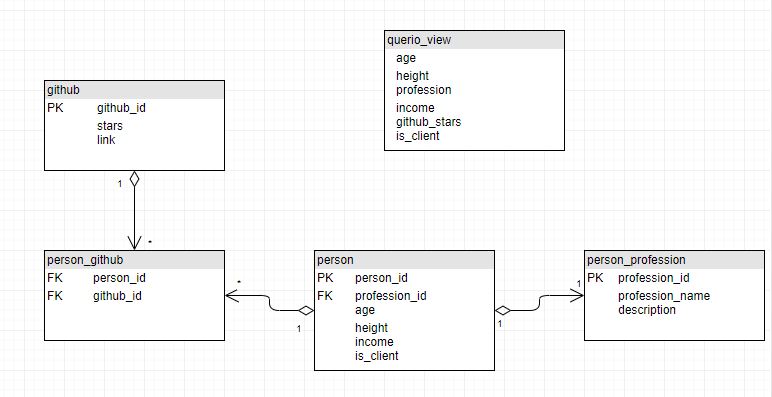 querio_view
age
height
profession
income
github_stars
is_client
github
PK github_id
stars
link
1
*
person_github
FK person_id
FK github_id
*
1
person
PK person_id
FK profession_id
age
height
income
is_client
1
1
person_profession
PK profession_id
profession_name
description